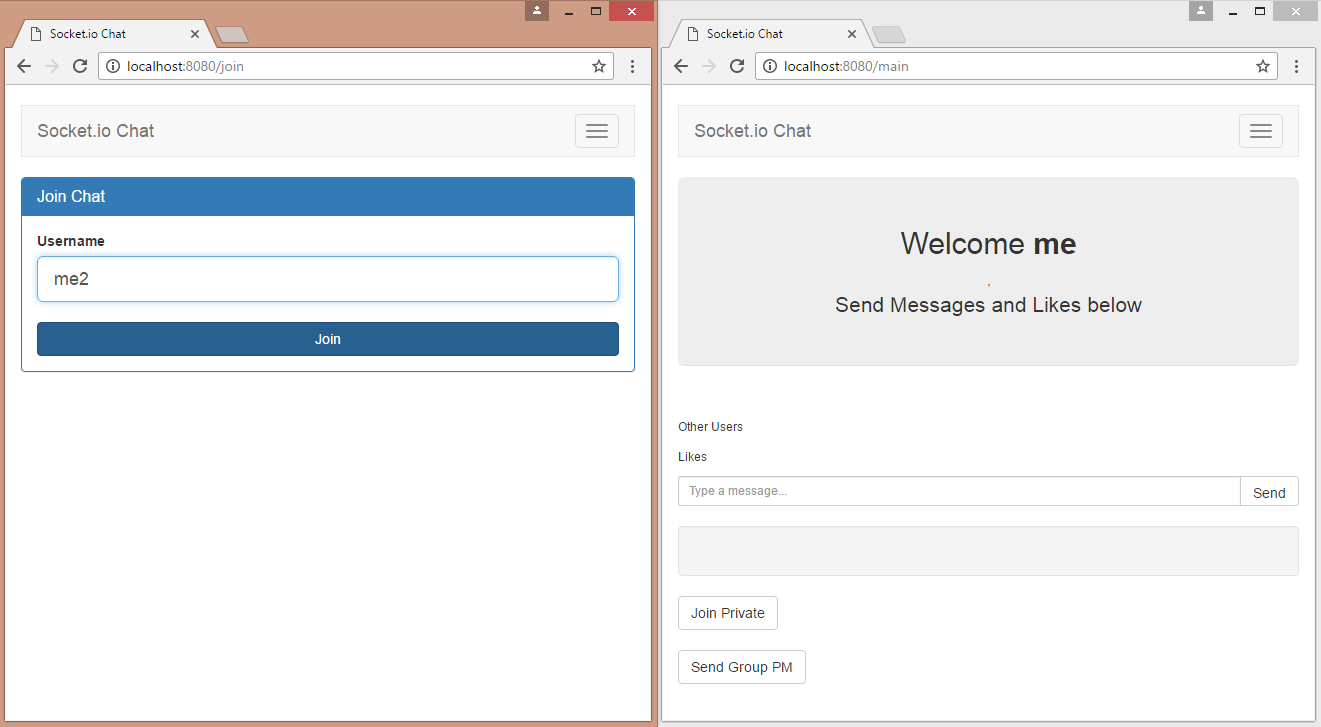 Socket.io Chat
localhost:8080/join
Socket.io Chat
Join Chat
Username
me2
Join
Socket.io Chat
localhost:8080/main
Socket.io Chat
Welcome me
,
Send Messages and Likes below
Other Users
Likes
Type a message... Send
Join Private
Send Group PM